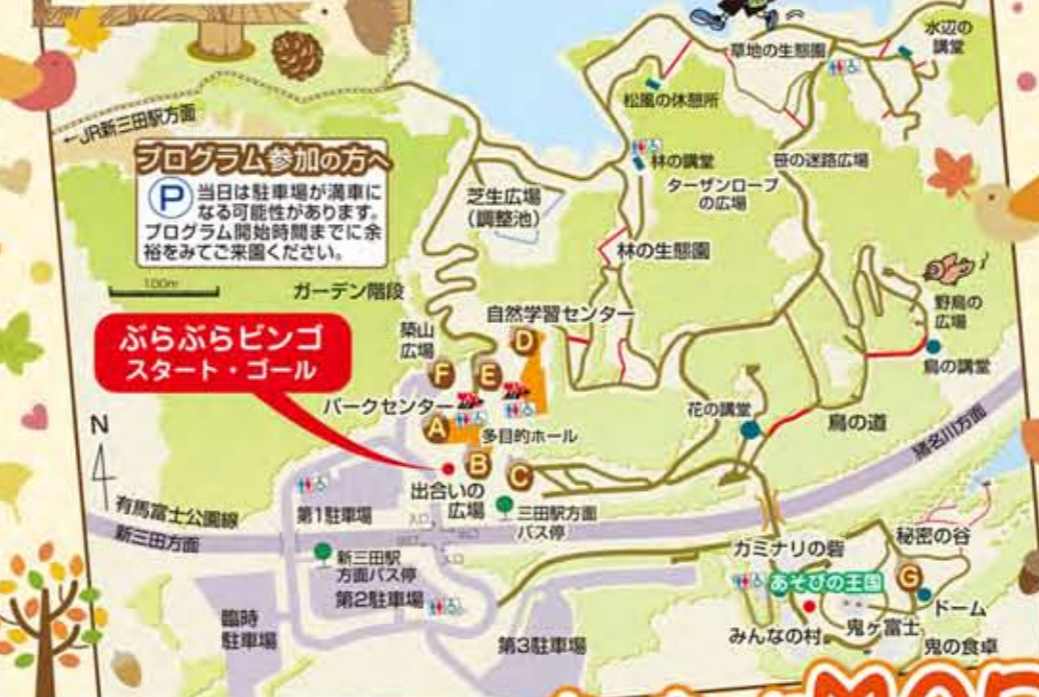 水辺の
講堂
草地の生態園
松風の休憩所
←JR新三田駅方面
プログラム参加の方へ
P 当日は駐車場が満車に
なる可能性があります。
プログラム開始時間までに余
裕をみてご来園ください。
林の講堂
笹の迷路広場
ターザンロープ
の広場
芝生広場
(調整池)
林の生態園
100m
ガーデン階段
野鳥の
広場
自然学習センター
築山
広場
ぶらぶらビンゴ
スタート・ゴール
D
F
E
鳥の講堂
パークセンター
花の講堂
鳥の道
A
多目的ホール
猪名川方面
N
B
C
出合いの
広場
第1駐車場
三田駅方面
バス停
有馬富士公園線
新三田方面
入口
入口
秘密の谷
新三田駅
方面バス停
ガミナリの砦
あそびの王国
G
第2駐車場
ドーム
臨時
駐車場
みんなの村
鬼ヶ富士
第3駐車場
鬼の食卓